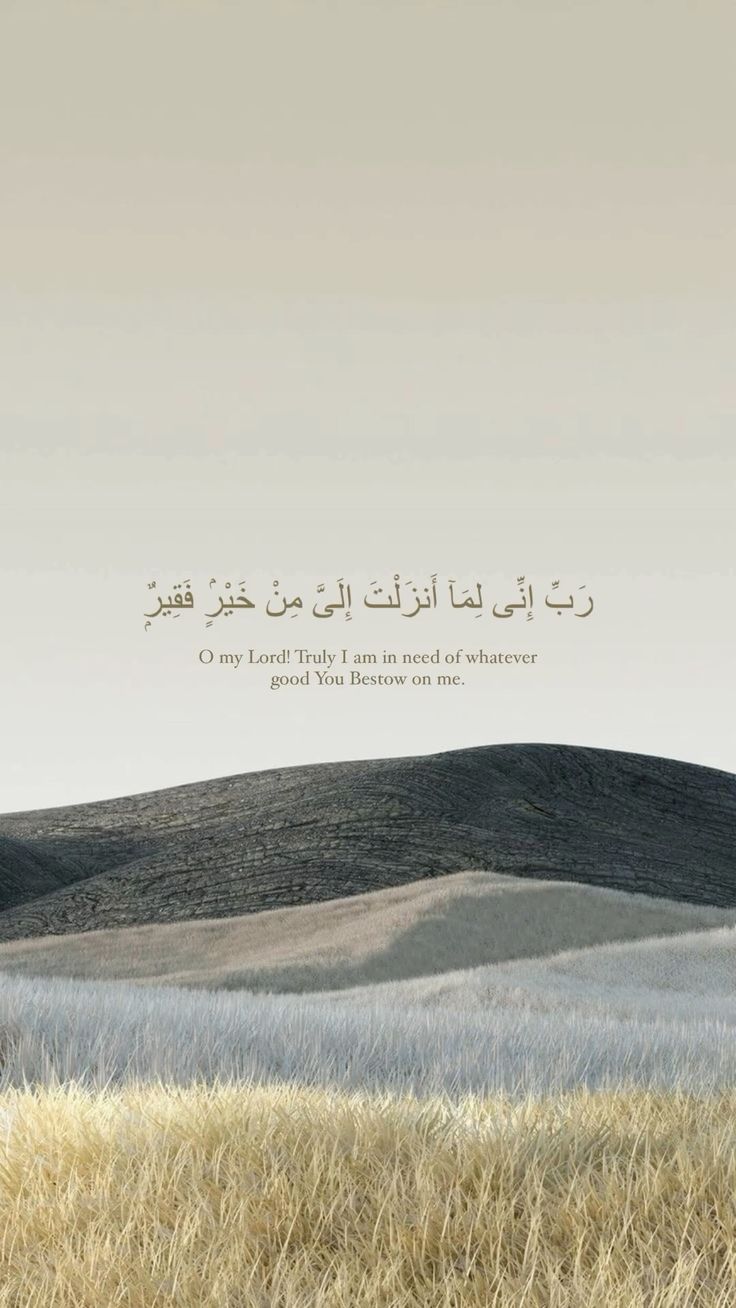 رَبِّ إِنِّى لِمَآ أَنزَلْتَ إِلَىَّ مِنْ خَيْرٍۢ فَقِيرٌۭ
O my Lord! Truly I am in need of whatever
good You Bestow on me.